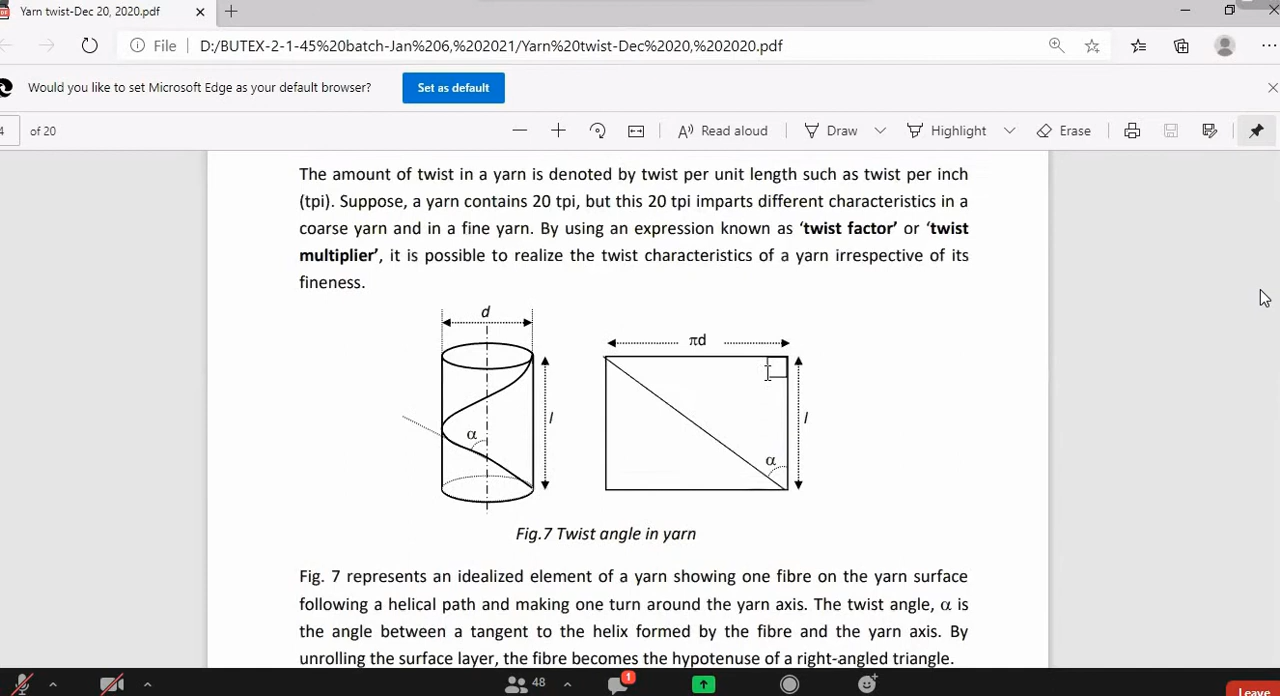 Yarn twist-Dec 20, 2020.pdf
File D:/BUTEX-2-1-45%20batch-Jan%206,%202021/Yarn%20twist-Dec%2020,%202020.pdf
Would you like to set Microsoft Edge as your default browser? Set as default
4 of 20 Read aloud Draw Highlight Erase
The amount of twist in a yarn is denoted by twist per unit length such as twist per inch
(tpi). Suppose, a yarn contains 20 tpi, but this 20 tpi imparts different characteristics in a
coarse yarn and in a fine yarn. By using an expression known as ‘twist factor’ or ‘twist
multiplier’, it is possible to realize the twist characteristics of a yarn irrespective of its
fineness.
d
πd
l
l
α
α
Fig.7 Twist angle in yarn
Fig. 7 represents an idealized element of a yarn showing one fibre on the yarn surface
following a helical path and making one turn around the yarn axis. The twist angle, α is
the angle between a tangent to the helix formed by the fibre and the yarn axis. By
unrolling the surface layer, the fibre becomes the hypotenuse of a right-angled triangle.
48 1 Leave